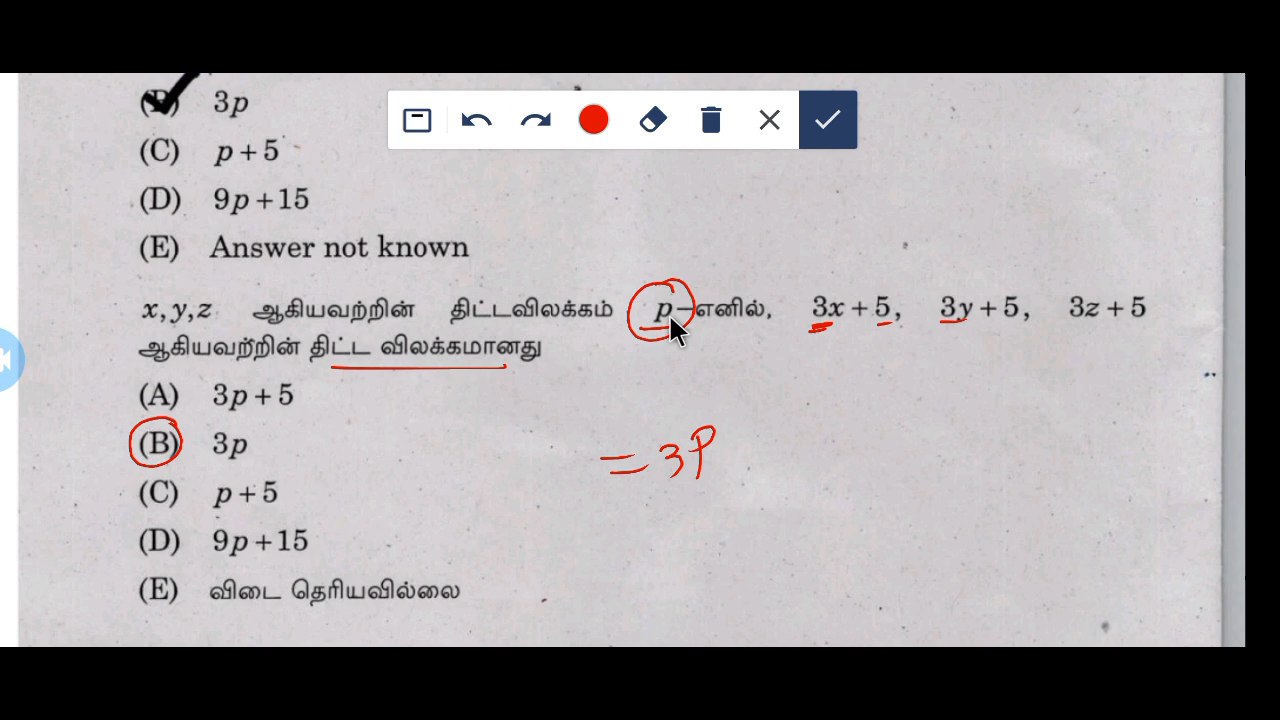 (B) 3p
(C) p + 5
(D) 9p + 15
(E) Answer not known
x, y, z ஆகியவற்றின் திட்டவிலக்கம் p எனில், 3x + 5, 3y + 5, 3z + 5
ஆகியவற்றின் திட்ட விலக்கமானது
(A) 3p + 5
(B) 3p
= 3P
(C) p + 5
(D) 9p + 15
(E) விடை தெரியவில்லை